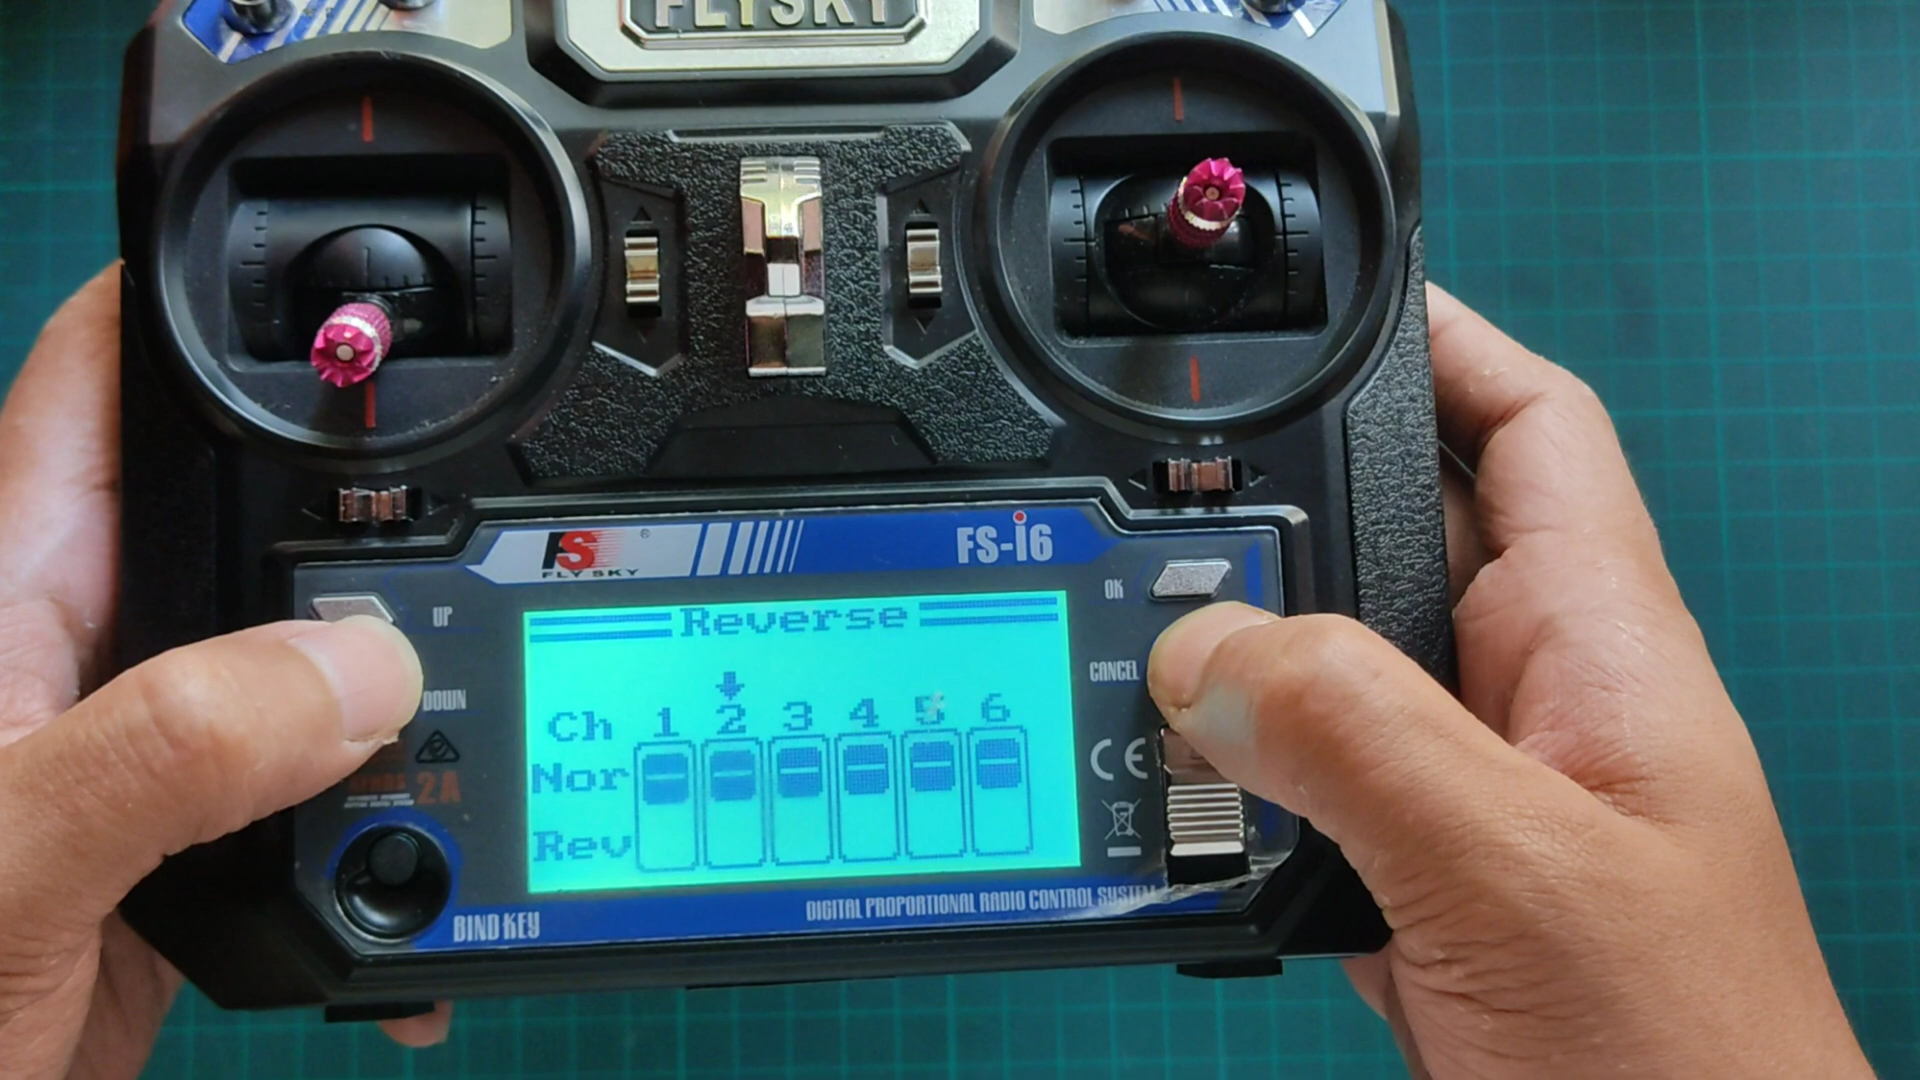 FLYSKY
FS ®
FLY SKY
FS-i6
UP
OK
DOWN
CANCEL
Reverse
Ch 1 2 3 4 5 6
Nor
Rev
CE
2A
BIND KEY
DIGITAL PROPORTIONAL RADIO CONTROL SYSTEM